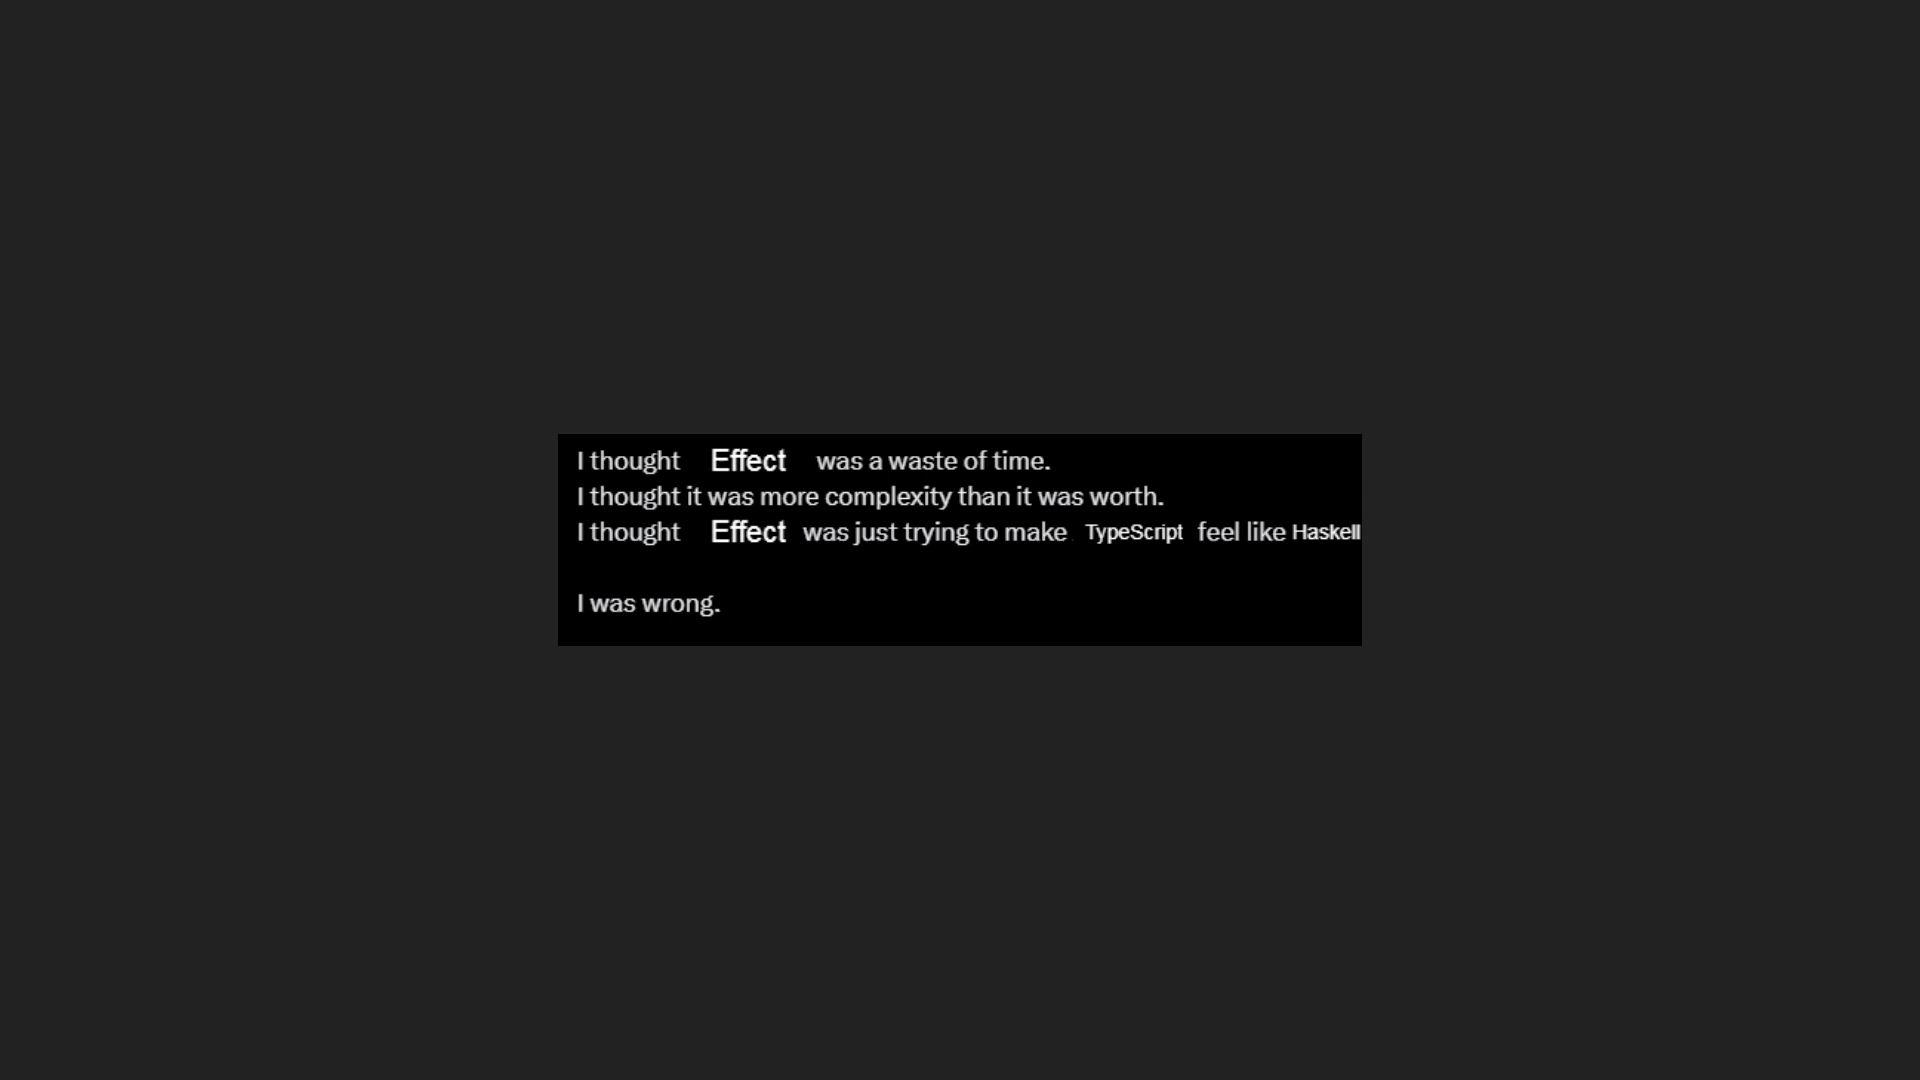 I thought Effect was a waste of time.
I thought it was more complexity than it was worth.
I thought Effect was just trying to make TypeScript feel like Haskell
I was wrong.